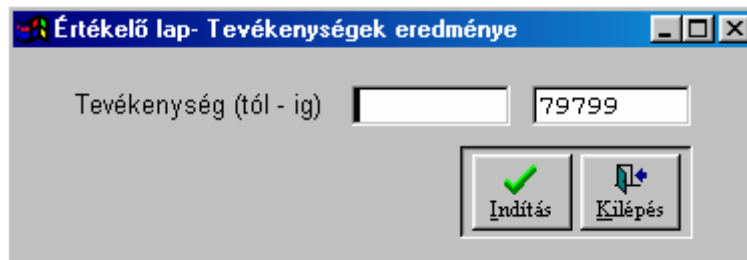 Értékelő lap- Tevékenységek eredménye
Tevékenység (tól - ig) 79799
Indítás Kilépés